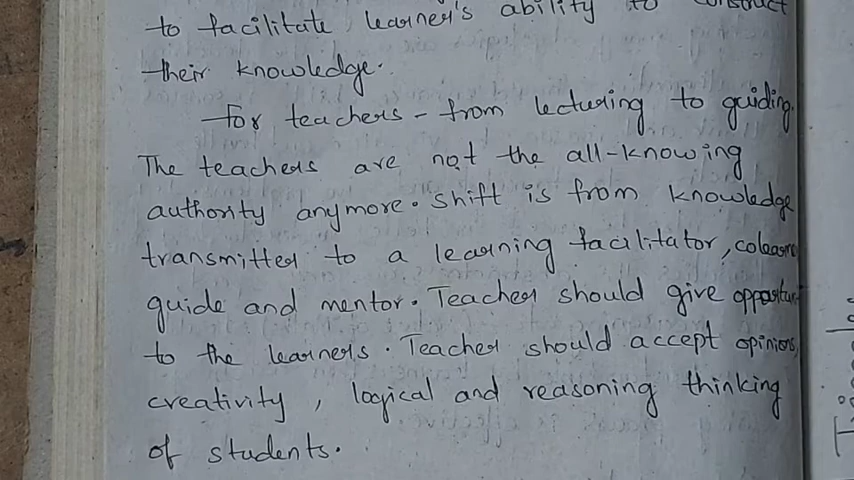 to facilitate learner's ability to construct
their knowledge.
For teachers - from lecturing to guiding.
The teachers are not the all-knowing
authority anymore. Shift is from knowledge
transmitter to a learning facilitator,
guide and mentor. Teacher should give
to the learners. Teacher should accept opinions,
creativity, logical and reasoning thinking
of students.